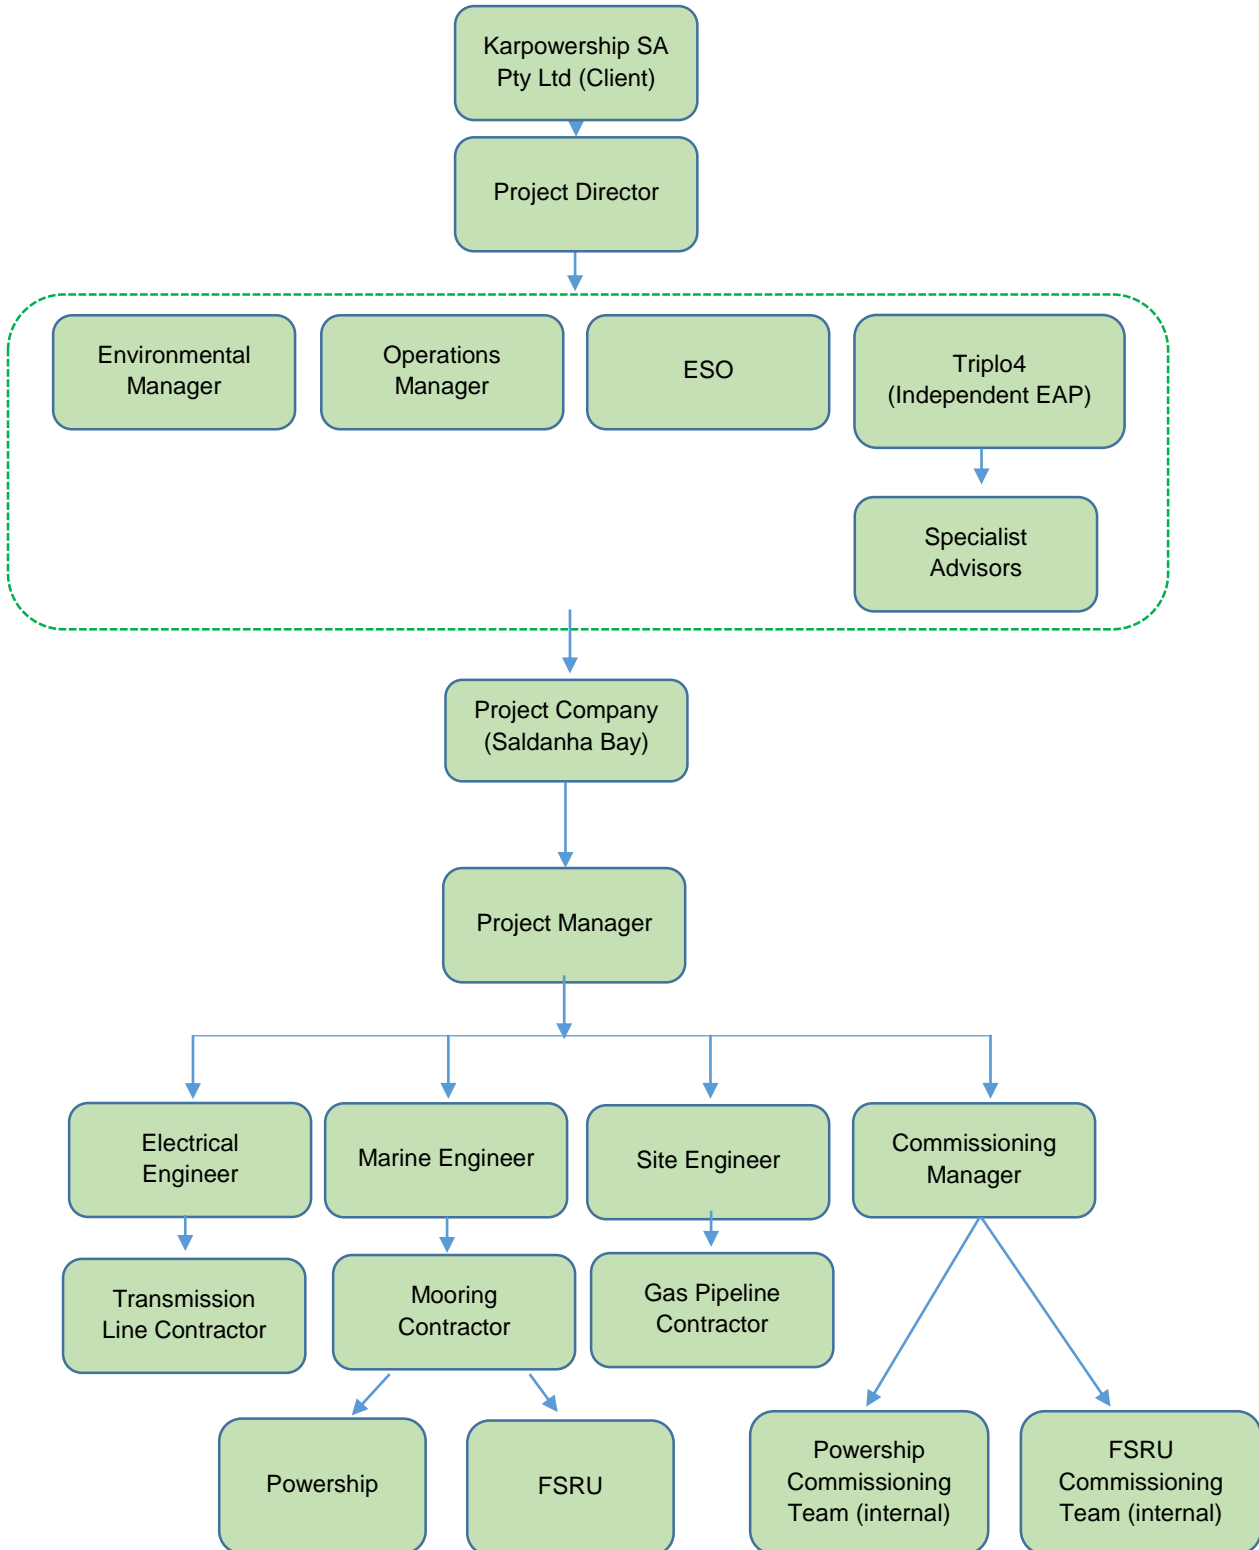 Karpowership SA
Pty Ltd (Client)
Project Director
Environmental
Manager
Operations
Manager
ESO
Triplo4
(Independent EAP)
Specialist
Advisors
Project Company
(Saldanha Bay)
Project Manager
Electrical
Engineer
Marine Engineer
Site Engineer
Commissioning
Manager
Transmission
Line Contractor
Mooring
Contractor
Gas Pipeline
Contractor
Powership
FSRU
Powership
Commissioning
Team (internal)
FSRU
Commissioning
Team (internal)